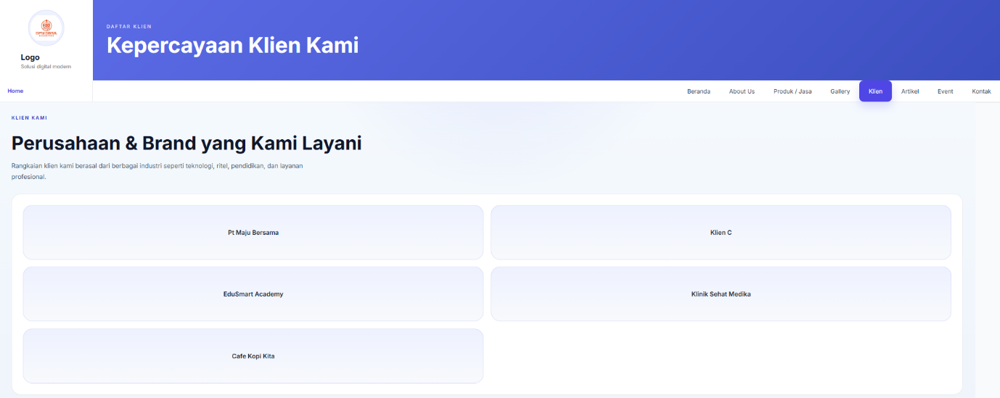 CIPTA DIGITAL
Logo
Solusi digital modern
DAFTAR KLIEN
Kepercayaan Klien Kami
Home
Beranda
About Us
Produk / Jasa
Gallery
Klien
Artikel
Event
Kontak
KLIEN KAMI
Perusahaan & Brand yang Kami Layani
Rangkaian klien kami berasal dari berbagai industri seperti teknologi, ritel, pendidikan, dan layanan
profesional.
Pt Maju Bersama
Klien C
EduSmart Academy
Klinik Sehat Medika
Cafe Kopi Kita